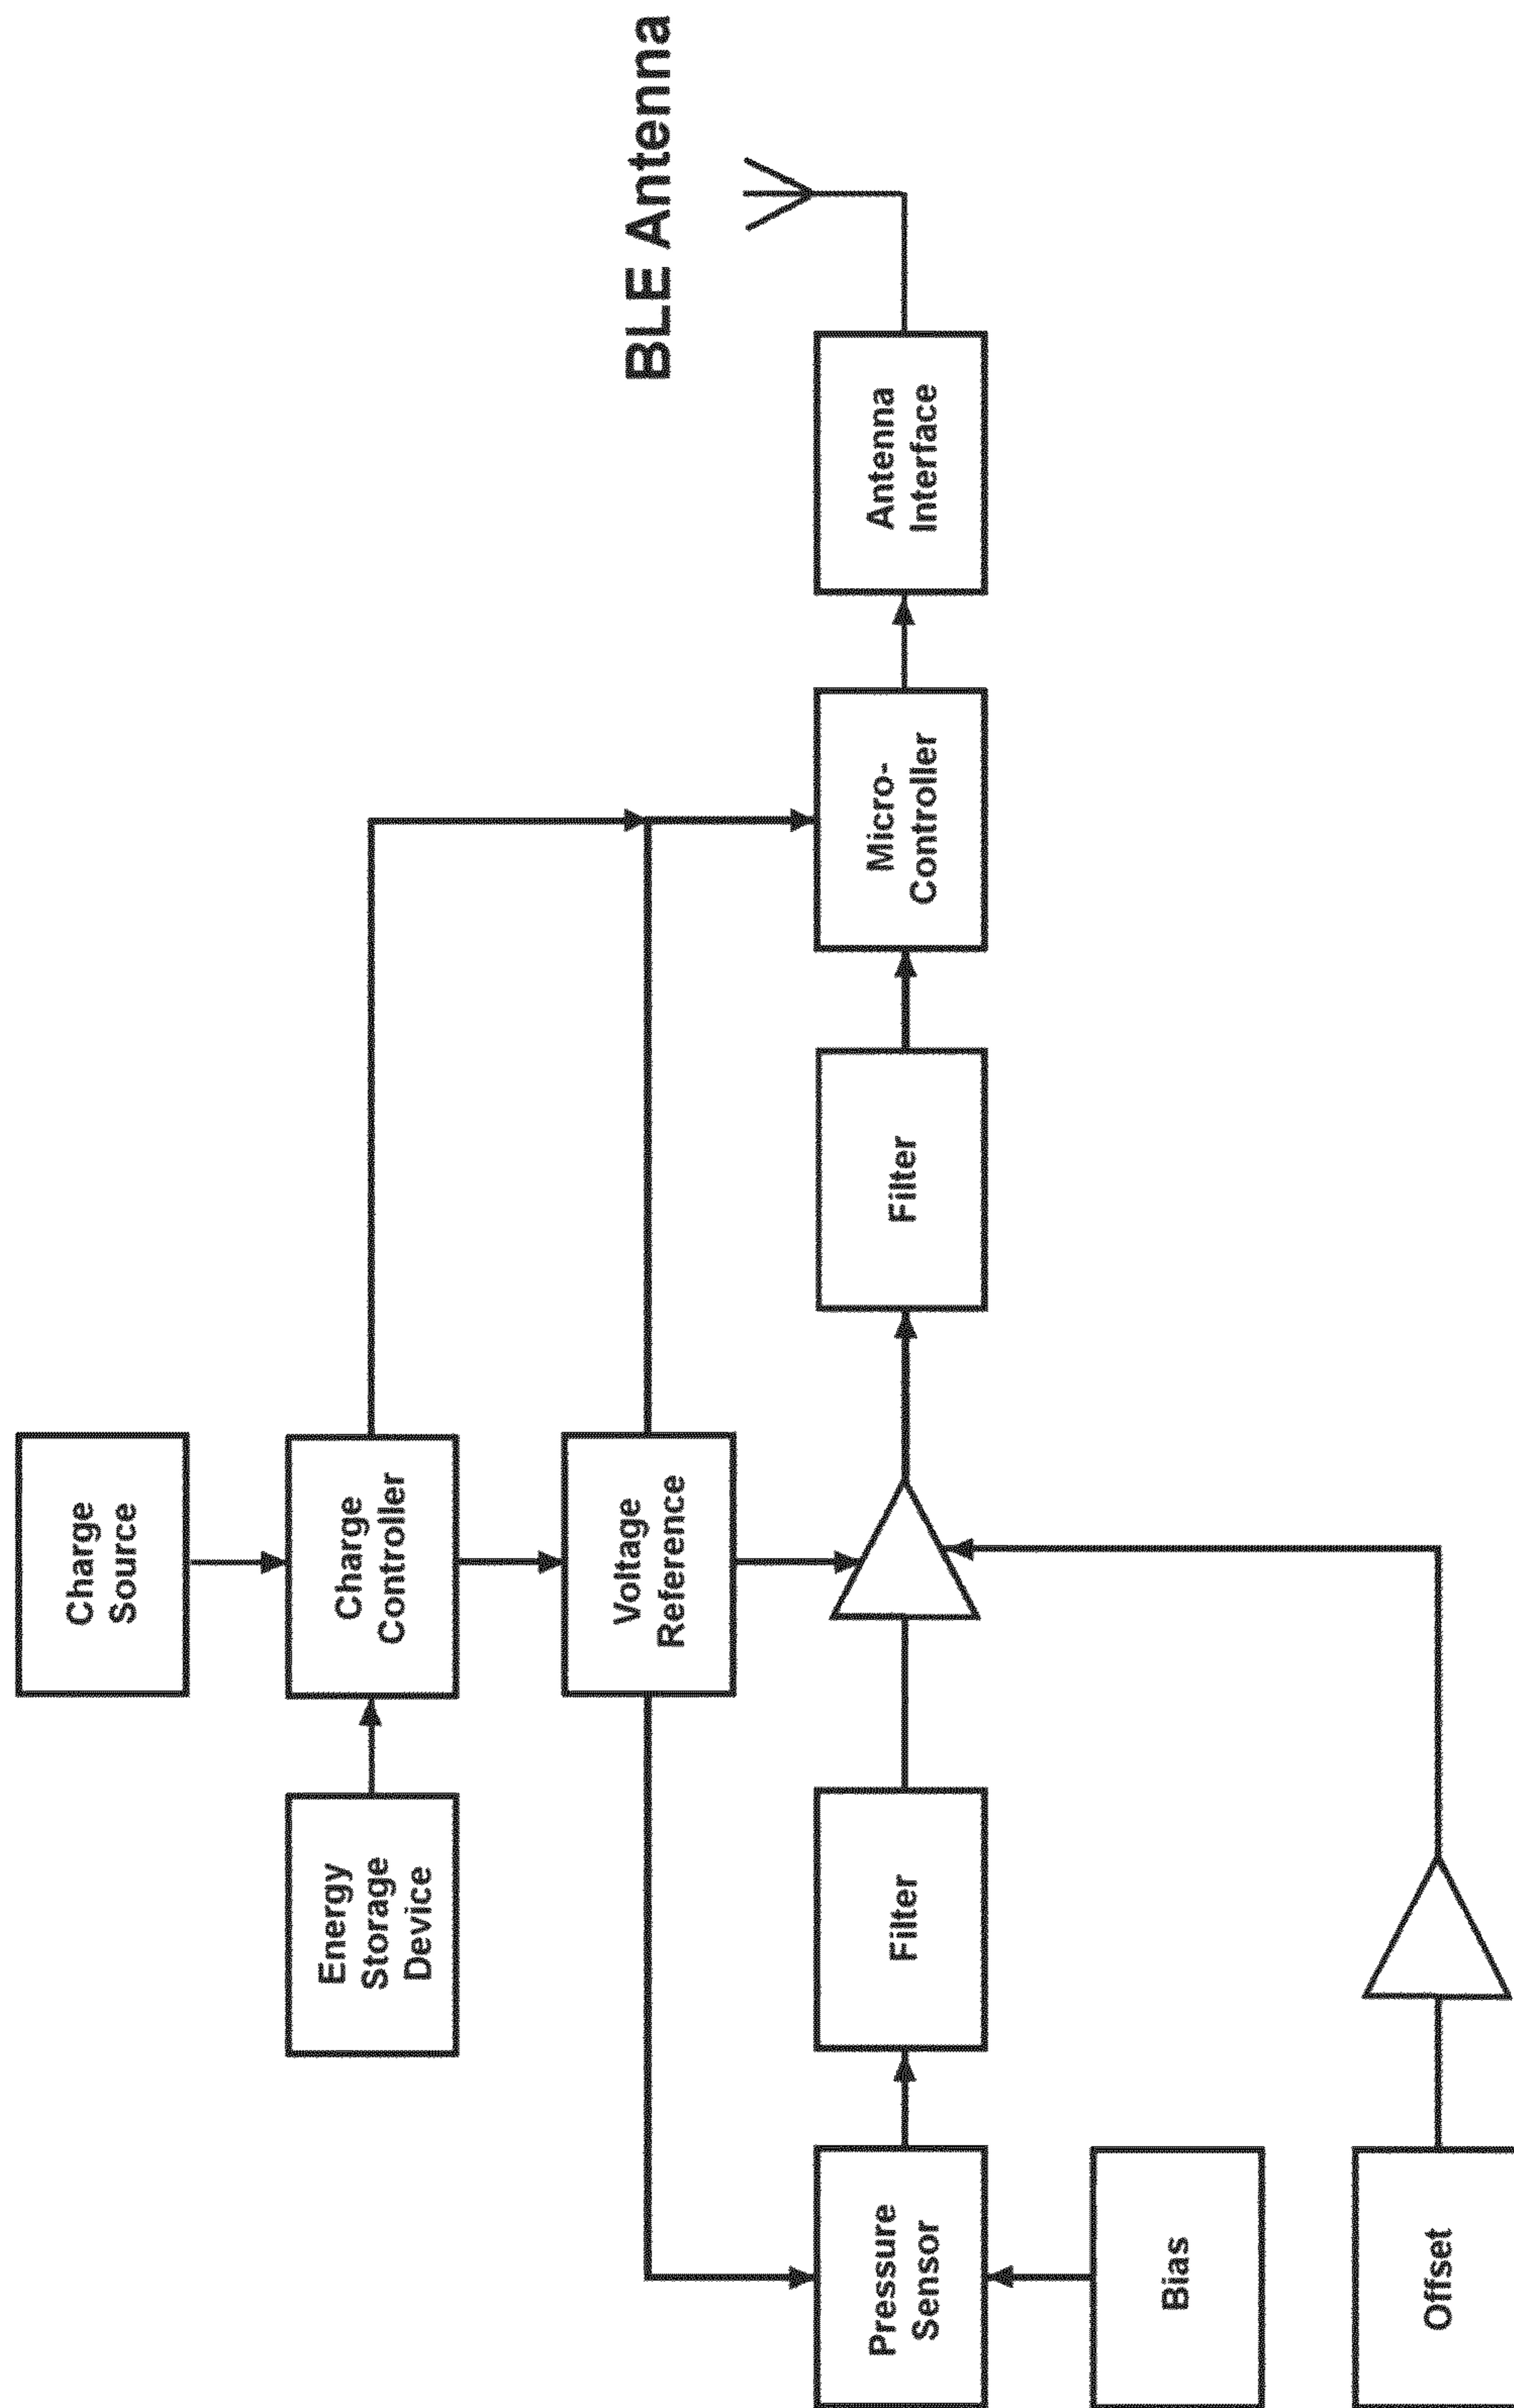 Charge
Source
Energy
Storage
Device
Charge
Controller
Voltage
Reference
BLE Antenna
Pressure
Sensor
Filter
Filter
Micro-
Controller
Antenna
Interface
Bias
Offset